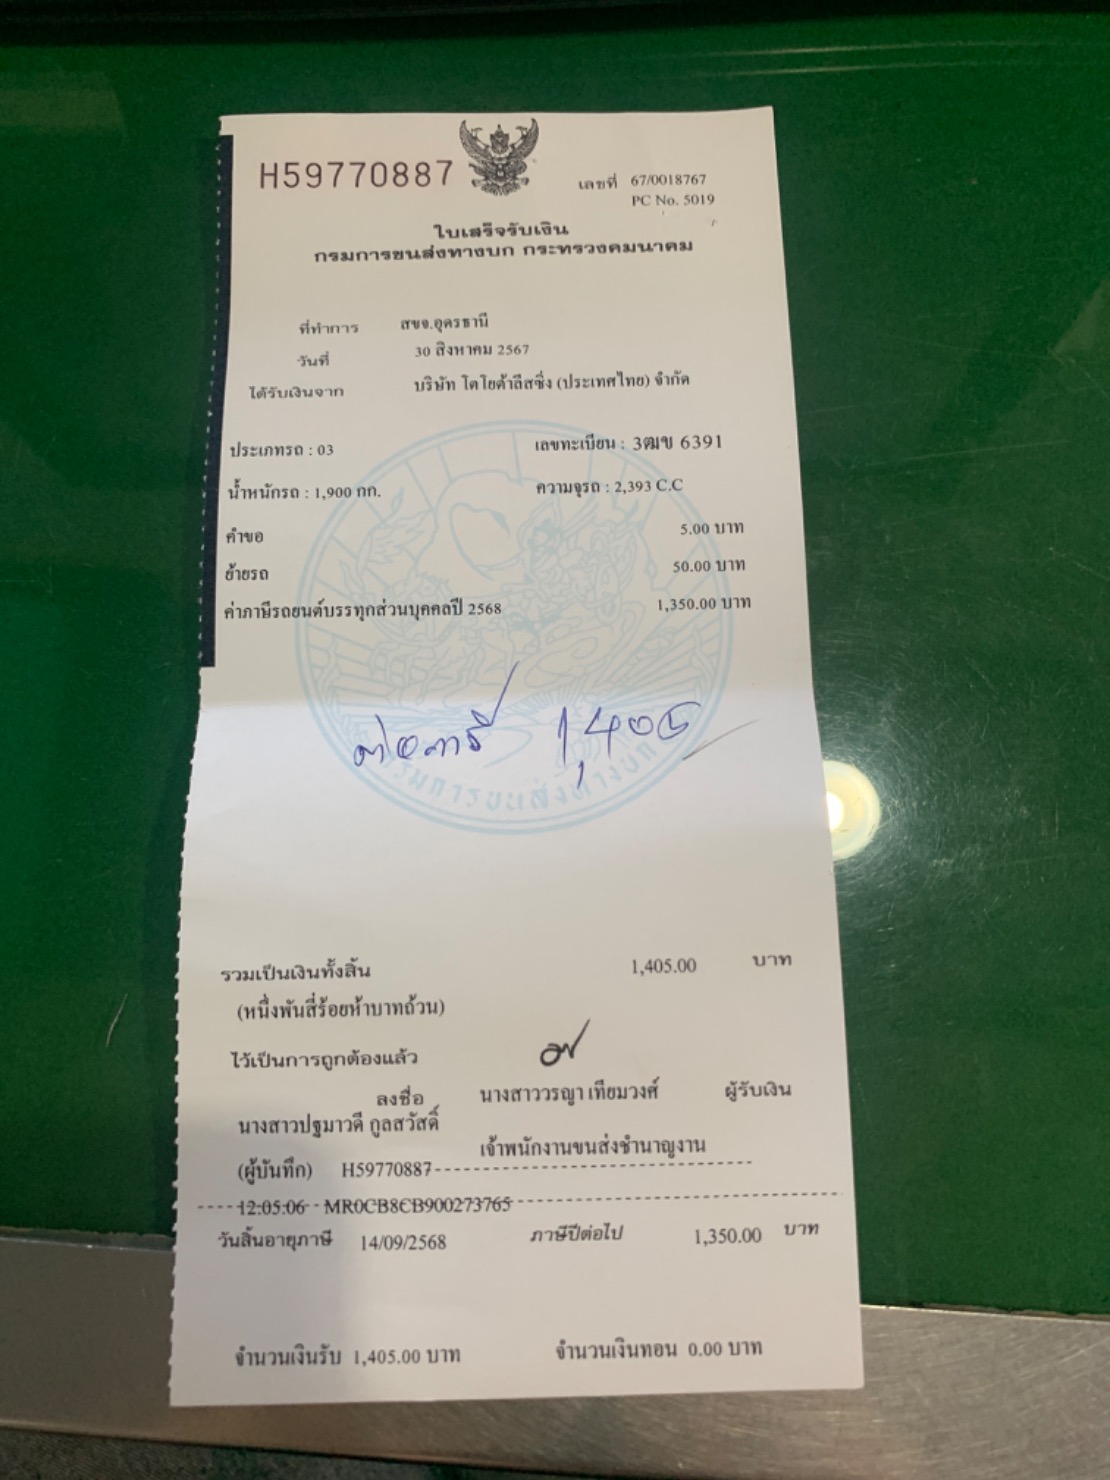 H59770887
เลขที่ 67/0018767
PC No. 5019
ใบเสร็จรับเงิน
กรมการขนส่งทางบก กระทรวงคมนาคม
ที่ทำการ สขจ.อุดรธานี
วันที่ 30 สิงหาคม 2567
ได้รับเงินจาก บริษัท โตโยต้าลีสซิ่ง (ประเทศไทย) จำกัด
ประเภทรถ : 03 เลขทะเบียน : 3ฒข 6391
น้ำหนักรถ : 1,900 กก. ความจุรถ : 2,393 C.C
คำขอ 5.00 บาท
ย้ายรถ 50.00 บาท
ค่าภาษีรถยนต์บรรทุกส่วนบุคคลปี 2568 1,350.00 บาท
ต่อภาษี 1,405
กรมการขนส่งทางบก
รวมเป็นเงินทั้งสิ้น 1,405.00 บาท
(หนึ่งพันสี่ร้อยห้าบาทถ้วน)
ไว้เป็นการถูกต้องแล้ว
ลงชื่อ นางสาววรญา เทียมวงศ์ ผู้รับเงิน
นางสาวปฐมาวดี กูลสวัสดิ์
เจ้าพนักงานขนส่งชำนาญงาน
(ผู้บันทึก) H59770887
12:05:06 MR0CB8CB900273765
วันสิ้นอายุภาษี 14/09/2568 ภาษีปีต่อไป 1,350.00 บาท
จำนวนเงินรับ 1,405.00 บาท จำนวนเงินทอน 0.00 บาท